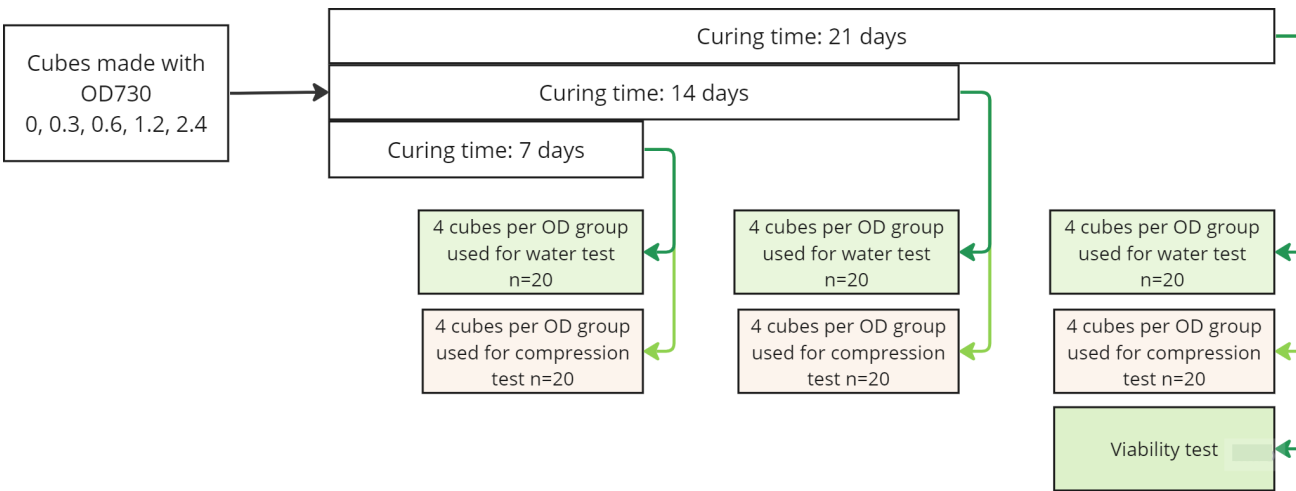 Cubes made with
OD730
0, 0.3, 0.6, 1.2, 2.4
Curing time: 21 days
Curing time: 14 days
Curing time: 7 days
4 cubes per OD group
used for water test
n=20
4 cubes per OD group
used for water test
n=20
4 cubes per OD group
used for water test
n=20
4 cubes per OD group
used for compression
test n=20
4 cubes per OD group
used for compression
test n=20
4 cubes per OD group
used for compression
test n=20
Viability test